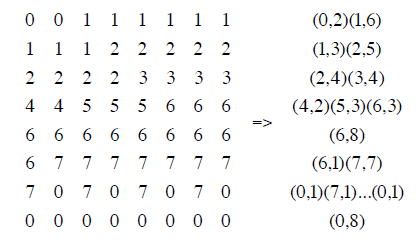 0 0 1 1 1 1 1 1 (0,2)(1,6)
1 1 1 2 2 2 2 2 (1,3)(2,5)
2 2 2 2 3 3 3 3 (2,4)(3,4)
4 4 5 5 5 6 6 6 (4,2)(5,3)(6,3)
=>
6 6 6 6 6 6 6 6 (6,8)
6 7 7 7 7 7 7 7 (6,1)(7,7)
7 0 7 0 7 0 7 0 (0,1)(7,1)...(0,1)
0 0 0 0 0 0 0 0 (0,8)